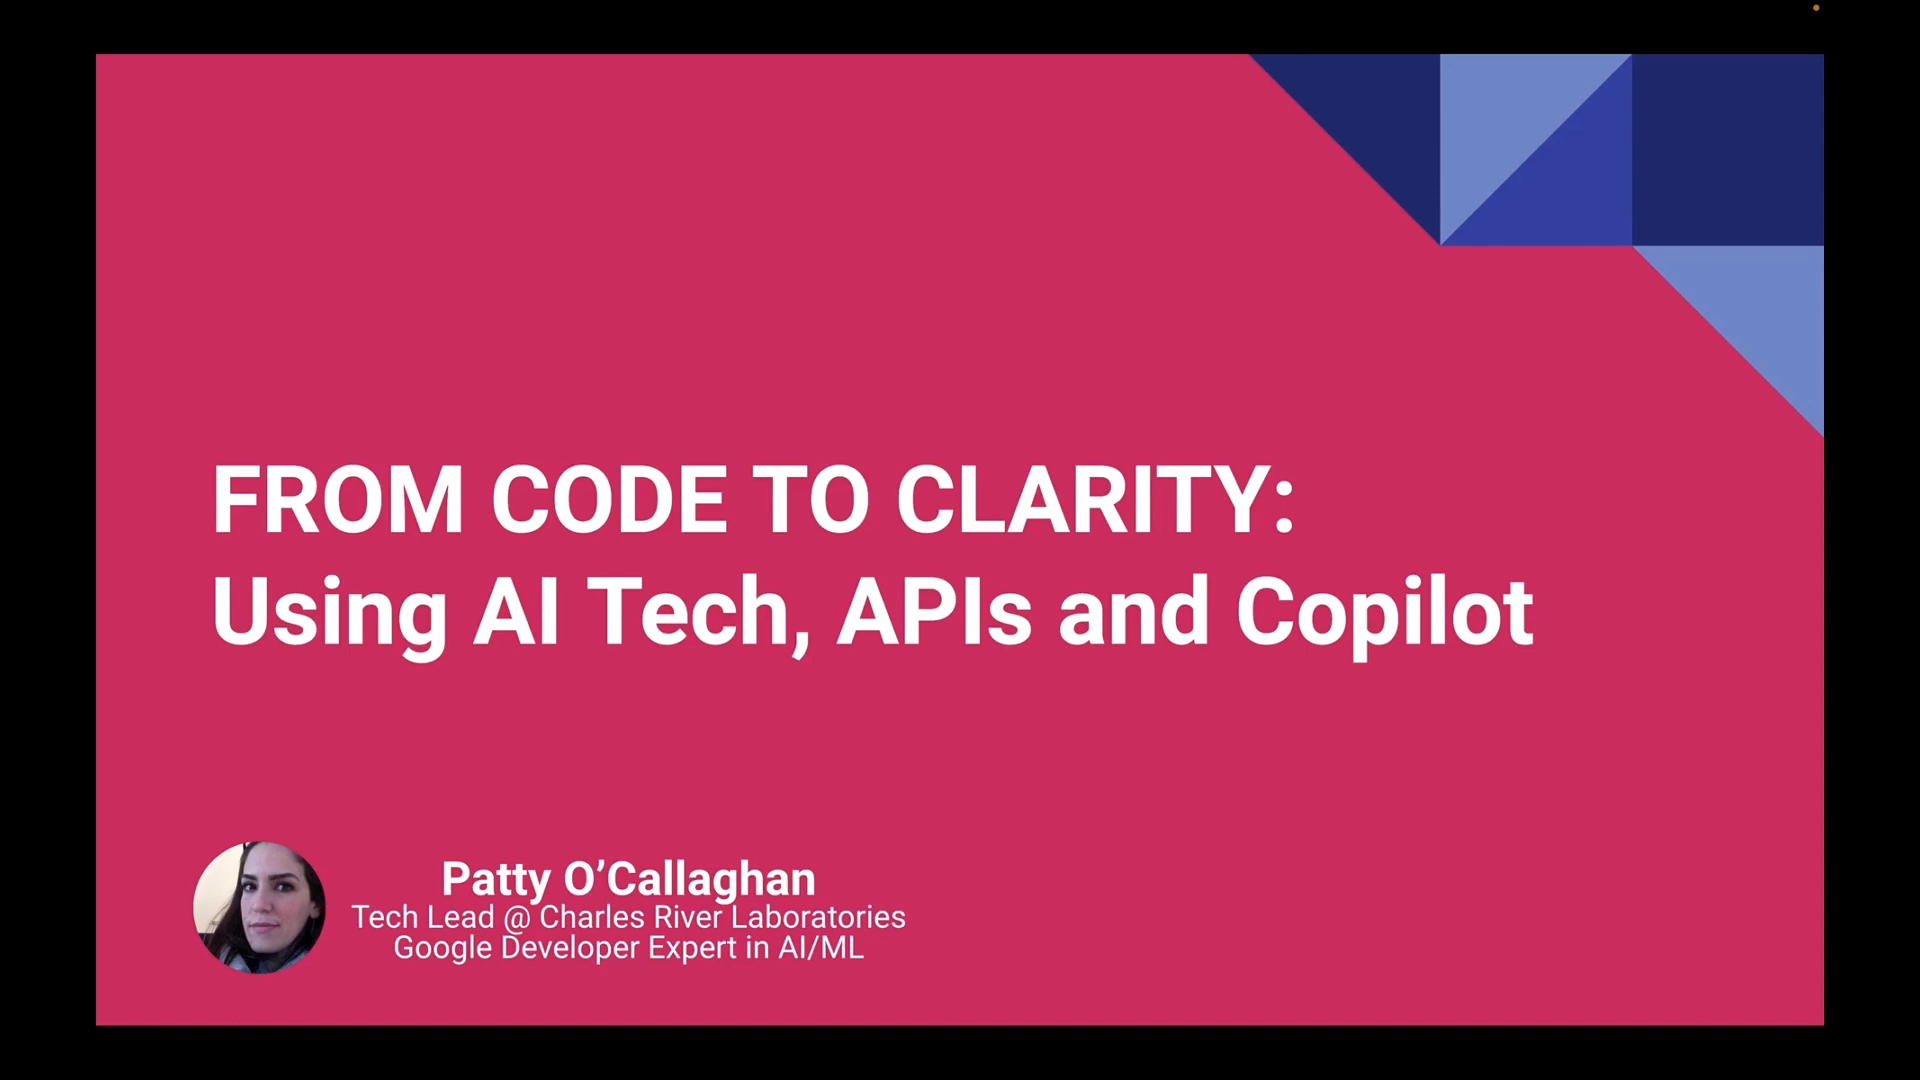 FROM CODE TO CLARITY:
Using AI Tech, APIs and Copilot
Patty O’Callaghan
Tech Lead @ Charles River Laboratories
Google Developer Expert in AI/ML